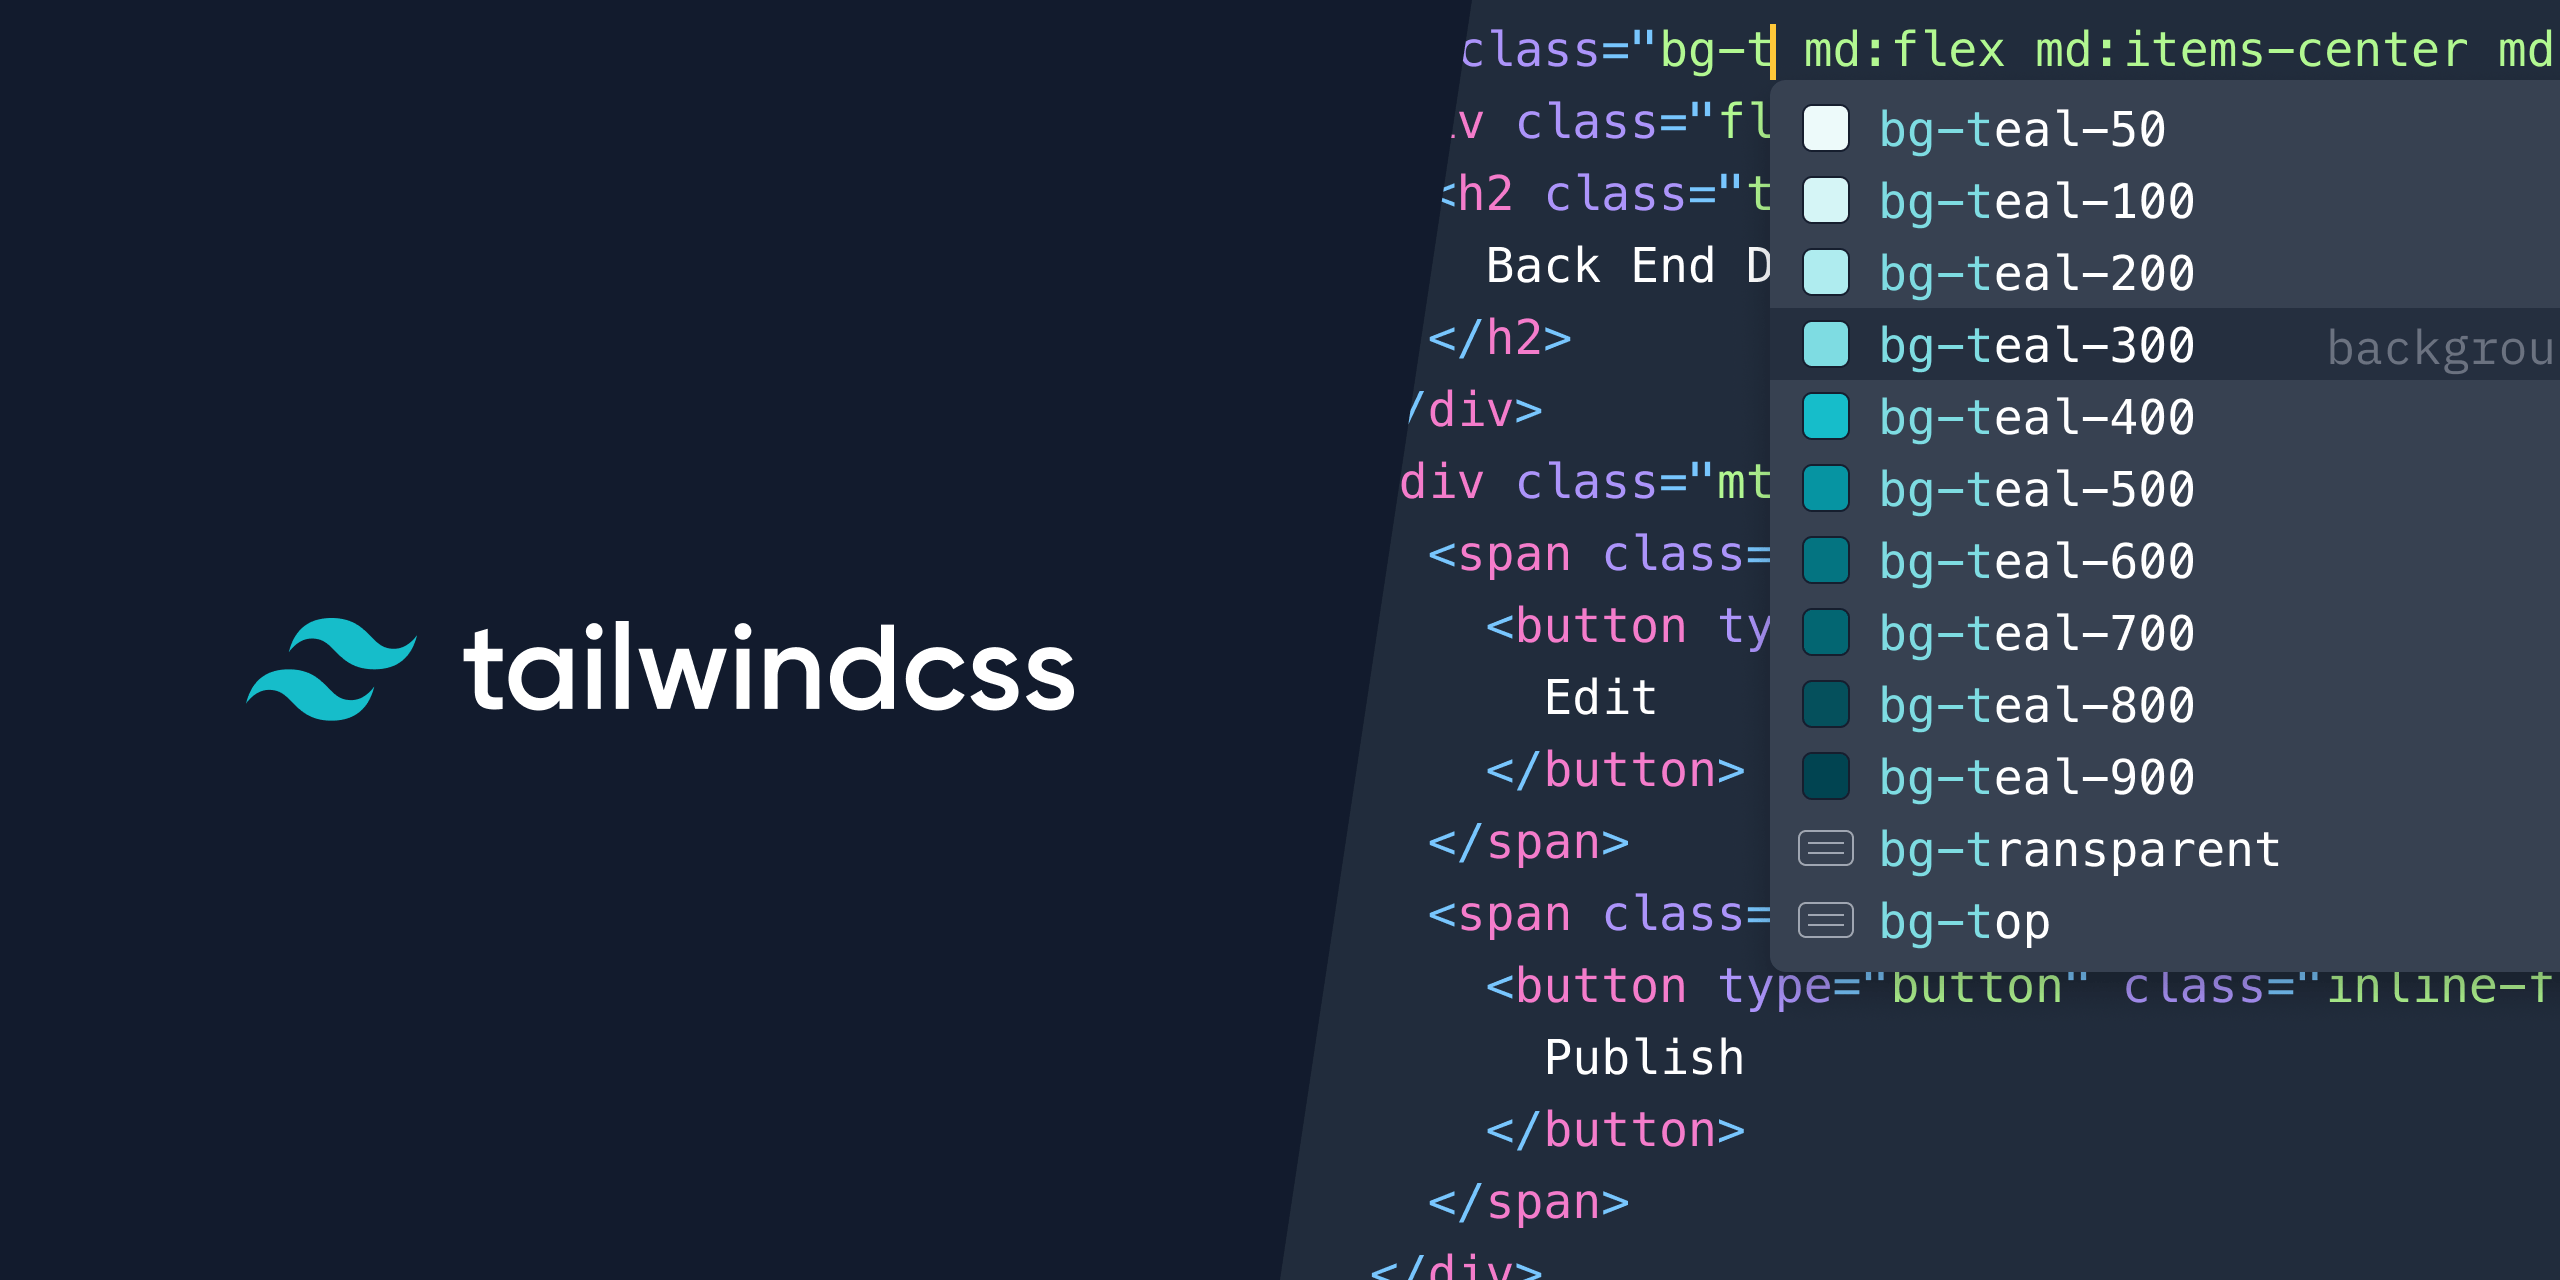 tailwindcss
class="bg-t md:flex md:items-center md
iv class="fl
<h2 class="t
Back End D
</h2>
/div>
div class="mt
<span class=
<button ty
Edit
</button>
</span>
<span class=
<button type="button" class="inline-f
Publish
</button>
</span>
</div>
bg-teal-50
bg-teal-100
bg-teal-200
bg-teal-300 backgrou
bg-teal-400
bg-teal-500
bg-teal-600
bg-teal-700
bg-teal-800
bg-teal-900
bg-transparent
bg-top